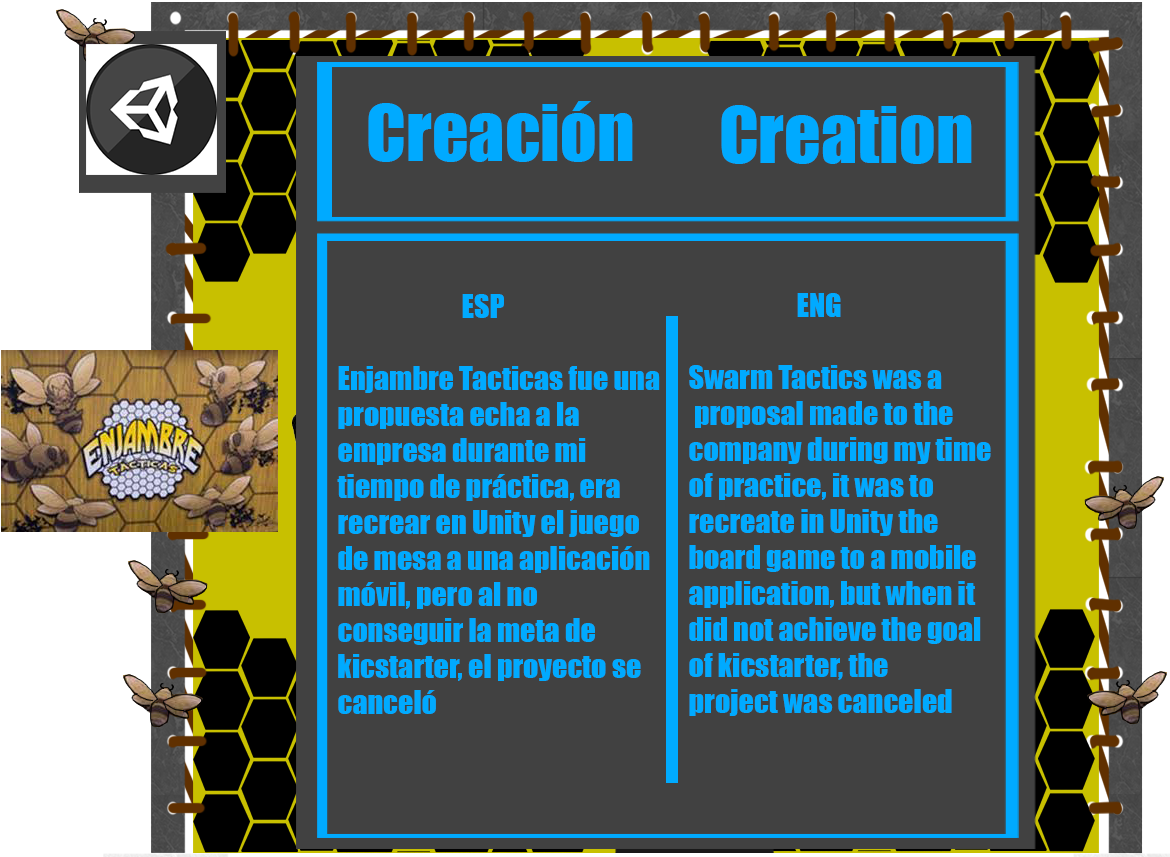 Creación
Creation
ESP
Enjambre Tacticas fue una
propuesta echa a la
empresa durante mi
tiempo de práctica, era
recrear en Unity el juego
de mesa a una aplicación
móvil, pero al no
conseguir la meta de
kicstarter, el proyecto se
canceló
ENG
Swarm Tactics was a
proposal made to the
company during my time
of practice, it was to
recreate in Unity the
board game to a mobile
application, but when it
did not achieve the goal
of kicstarter, the
project was canceled
ENJAMBRE
TACTICAS